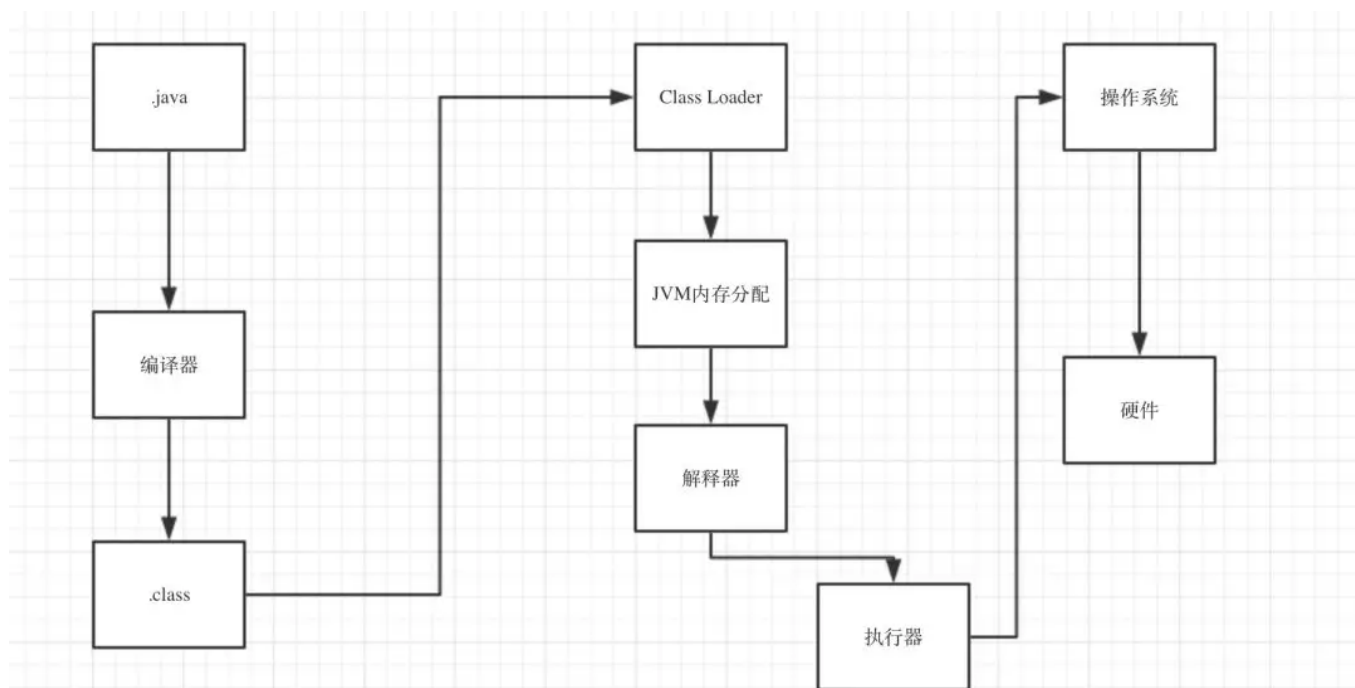 .java
编译器
.class
Class Loader
JVM内存分配
解释器
执行器
操作系统
硬件